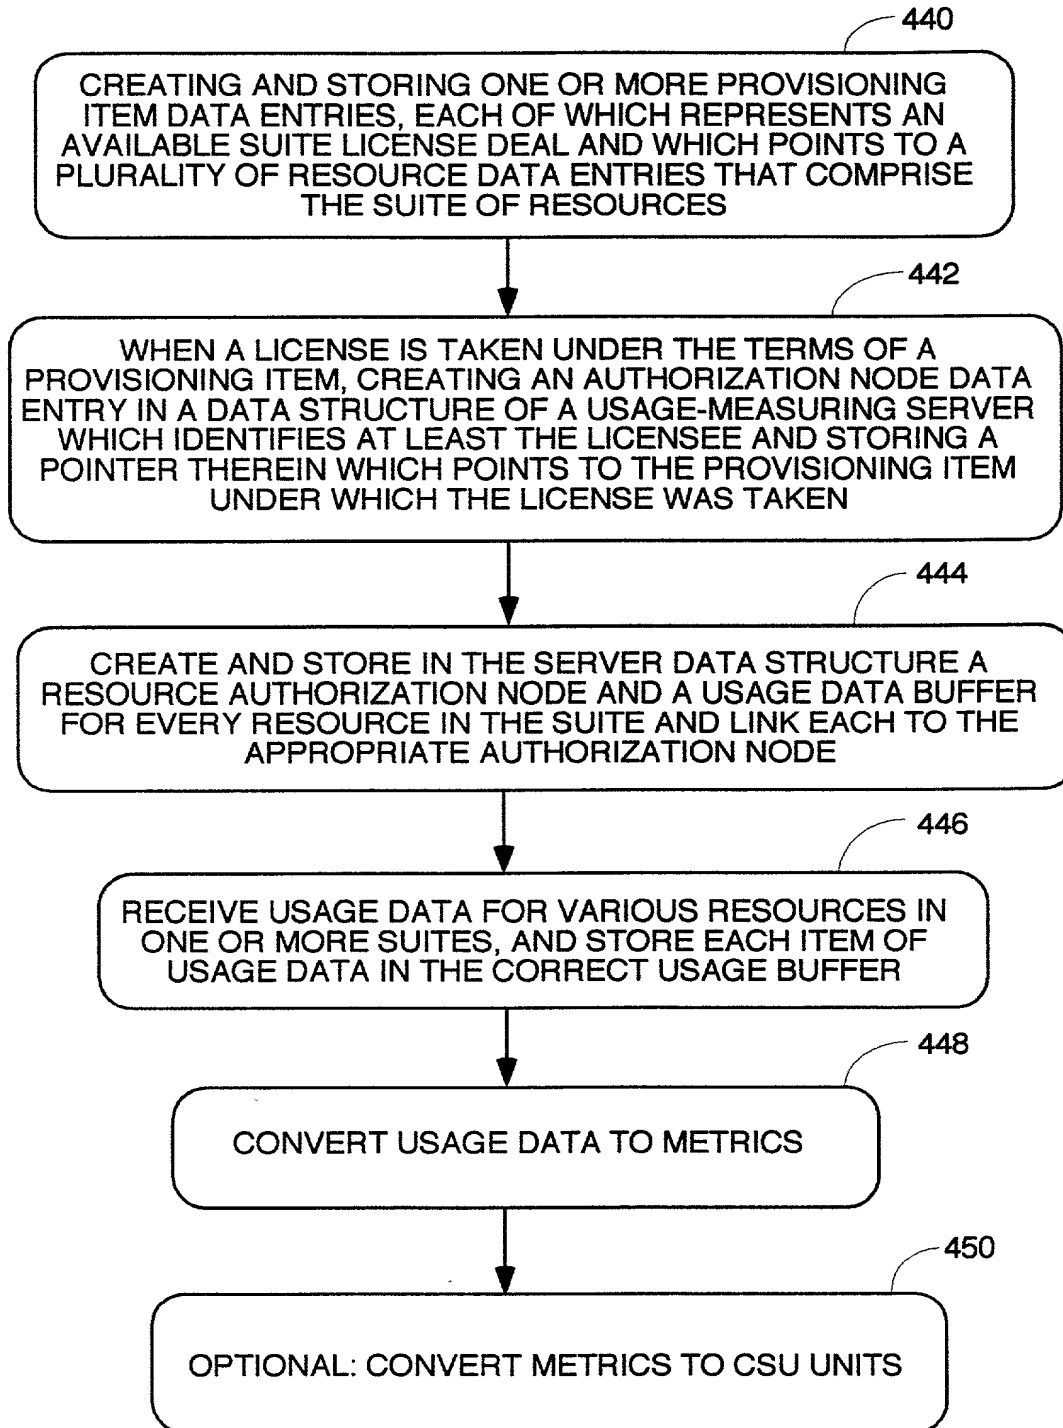 440
CREATING AND STORING ONE OR MORE PROVISIONING
ITEM DATA ENTRIES, EACH OF WHICH REPRESENTS AN
AVAILABLE SUITE LICENSE DEAL AND WHICH POINTS TO A
PLURALITY OF RESOURCE DATA ENTRIES THAT COMPRISE
THE SUITE OF RESOURCES
442
WHEN A LICENSE IS TAKEN UNDER THE TERMS OF A
PROVISIONING ITEM, CREATING AN AUTHORIZATION NODE DATA
ENTRY IN A DATA STRUCTURE OF A USAGE-MEASURING SERVER
WHICH IDENTIFIES AT LEAST THE LICENSEE AND STORING A
POINTER THEREIN WHICH POINTS TO THE PROVISIONING ITEM
UNDER WHICH THE LICENSE WAS TAKEN
444
CREATE AND STORE IN THE SERVER DATA STRUCTURE A
RESOURCE AUTHORIZATION NODE AND A USAGE DATA BUFFER
FOR EVERY RESOURCE IN THE SUITE AND LINK EACH TO THE
APPROPRIATE AUTHORIZATION NODE
446
RECEIVE USAGE DATA FOR VARIOUS RESOURCES IN
ONE OR MORE SUITES, AND STORE EACH ITEM OF
USAGE DATA IN THE CORRECT USAGE BUFFER
448
CONVERT USAGE DATA TO METRICS
450
OPTIONAL: CONVERT METRICS TO CSU UNITS